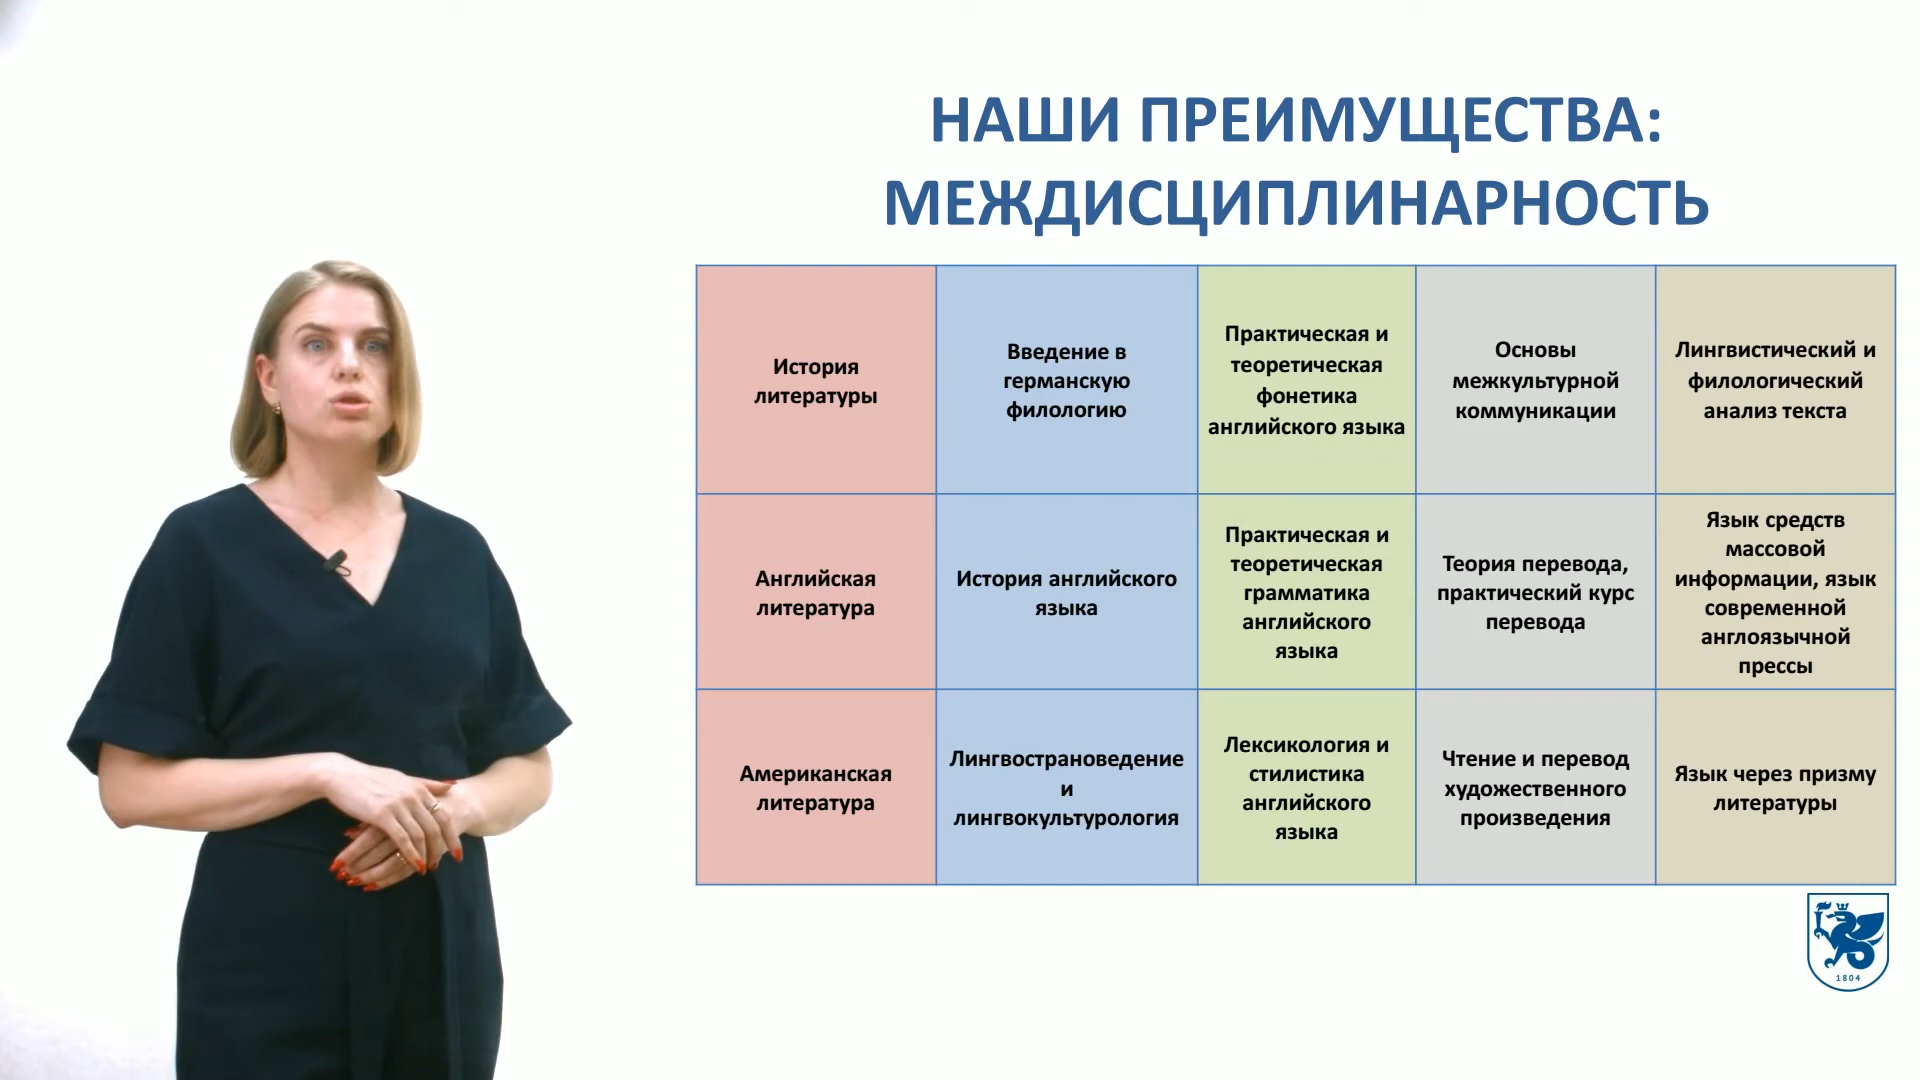 НАШИ ПРЕИМУЩЕСТВА:
МЕЖДИСЦИПЛИНАРНОСТЬ
История
литературы
Введение в
германскую
филологию
Практическая и
теоретическая
фонетика
английского языка
Основы
межкультурной
коммуникации
Лингвистический и
филологический
анализ текста
Английская
литература
История английского
языка
Практическая и
теоретическая
грамматика
английского
языка
Теория перевода,
практический курс
перевода
Язык средств
массовой
информации, язык
современной
англоязычной
прессы
Американская
литература
Лингвострановедение
и
лингвокультурология
Лексикология и
стилистика
английского
языка
Чтение и перевод
художественного
произведения
Язык через призму
литературы
1804